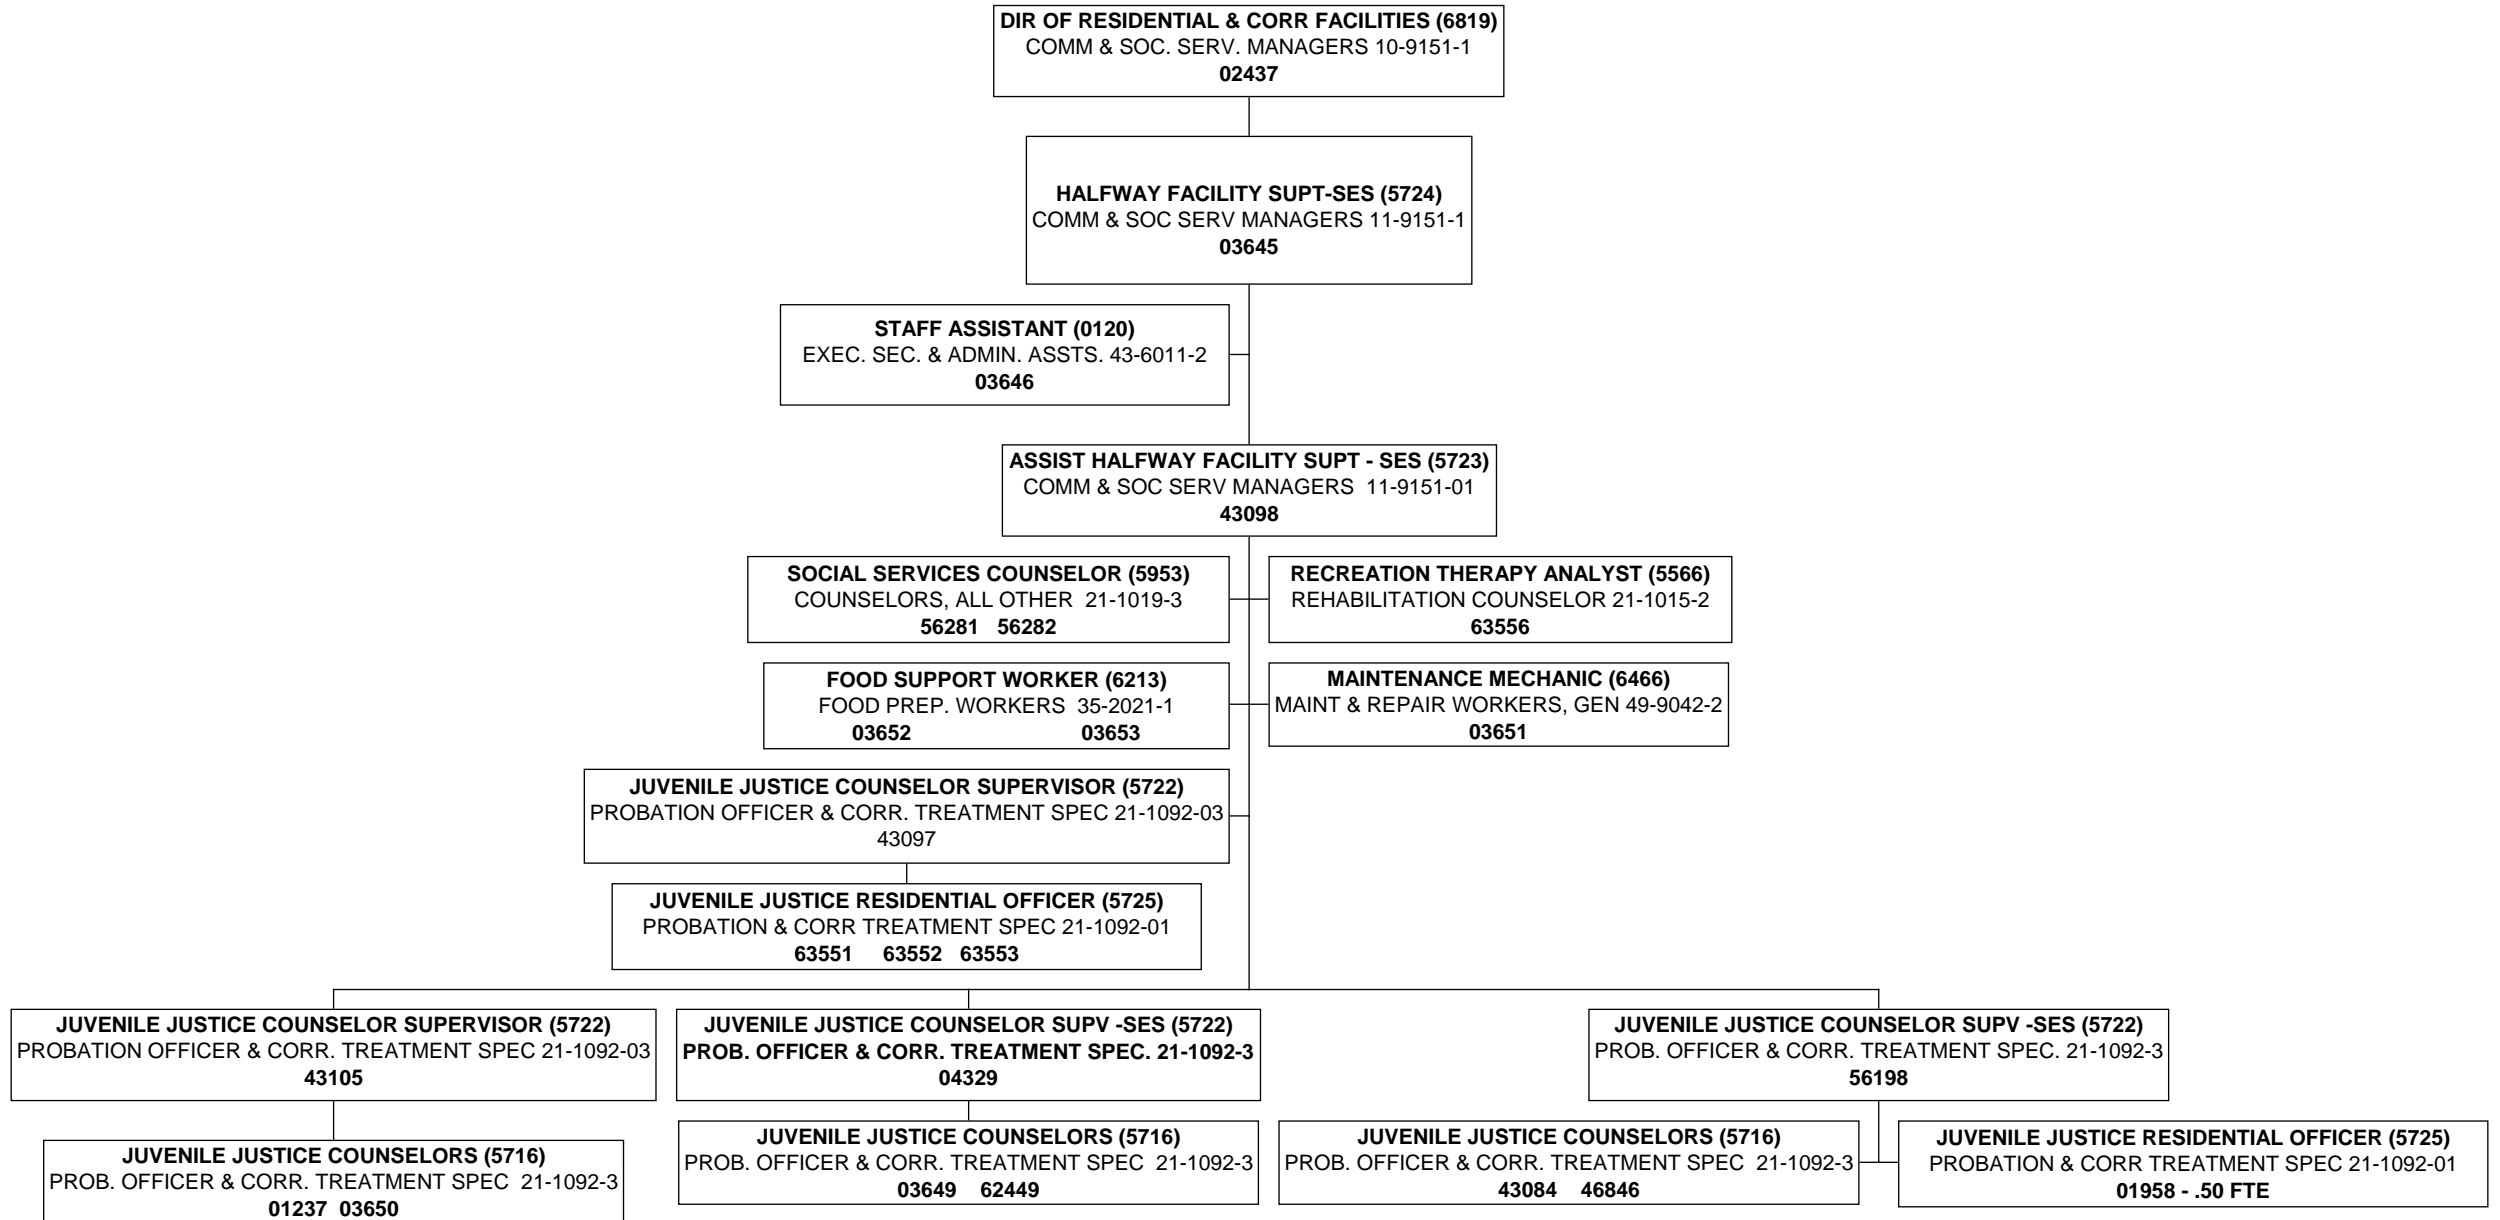 DIR OF RESIDENTIAL & CORR FACILITIES (6819)
COMM & SOC. SERV. MANAGERS 10-9151-1
02437
HALFWAY FACILITY SUPT-SES (5724)
COMM & SOC SERV MANAGERS 11-9151-1
03645
STAFF ASSISTANT (0120)
EXEC. SEC. & ADMIN. ASSTS. 43-6011-2
03646
ASSIST HALFWAY FACILITY SUPT - SES (5723)
COMM & SOC SERV MANAGERS 11-9151-01
43098
SOCIAL SERVICES COUNSELOR (5953)
COUNSELORS, ALL OTHER 21-1019-3
56281 56282
RECREATION THERAPY ANALYST (5566)
REHABILITATION COUNSELOR 21-1015-2
63556
FOOD SUPPORT WORKER (6213)
FOOD PREP. WORKERS 35-2021-1
03652 03653
MAINTENANCE MECHANIC (6466)
MAINT & REPAIR WORKERS, GEN 49-9042-2
03651
JUVENILE JUSTICE COUNSELOR SUPERVISOR (5722)
PROBATION OFFICER & CORR. TREATMENT SPEC 21-1092-03
43097
JUVENILE JUSTICE RESIDENTIAL OFFICER (5725)
PROBATION & CORR TREATMENT SPEC 21-1092-01
63551 63552 63553
JUVENILE JUSTICE COUNSELOR SUPERVISOR (5722)
PROBATION OFFICER & CORR. TREATMENT SPEC 21-1092-03
43105
JUVENILE JUSTICE COUNSELOR SUPV -SES (5722)
PROB. OFFICER & CORR. TREATMENT SPEC. 21-1092-3
04329
JUVENILE JUSTICE COUNSELOR SUPV -SES (5722)
PROB. OFFICER & CORR. TREATMENT SPEC. 21-1092-3
56198
JUVENILE JUSTICE COUNSELORS (5716)
PROB. OFFICER & CORR. TREATMENT SPEC 21-1092-3
01237 03650
JUVENILE JUSTICE COUNSELORS (5716)
PROB. OFFICER & CORR. TREATMENT SPEC 21-1092-3
03649 62449
JUVENILE JUSTICE COUNSELORS (5716)
PROB. OFFICER & CORR. TREATMENT SPEC 21-1092-3
43084 46846
JUVENILE JUSTICE RESIDENTIAL OFFICER (5725)
PROBATION & CORR TREATMENT SPEC 21-1092-01
01958 - .50 FTE